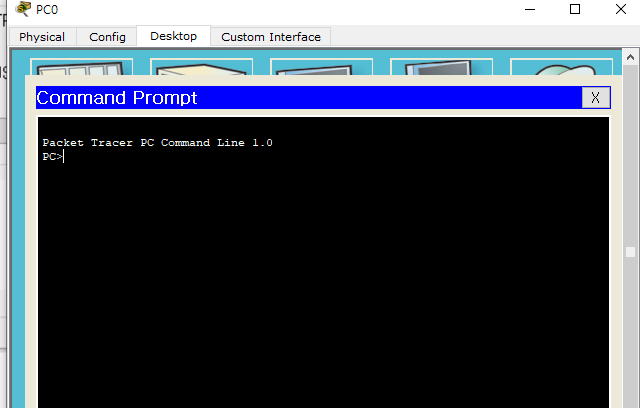 PC0
Physical Config Desktop Custom Interface
Command Prompt X
Packet Tracer PC Command Line 1.0
PC>